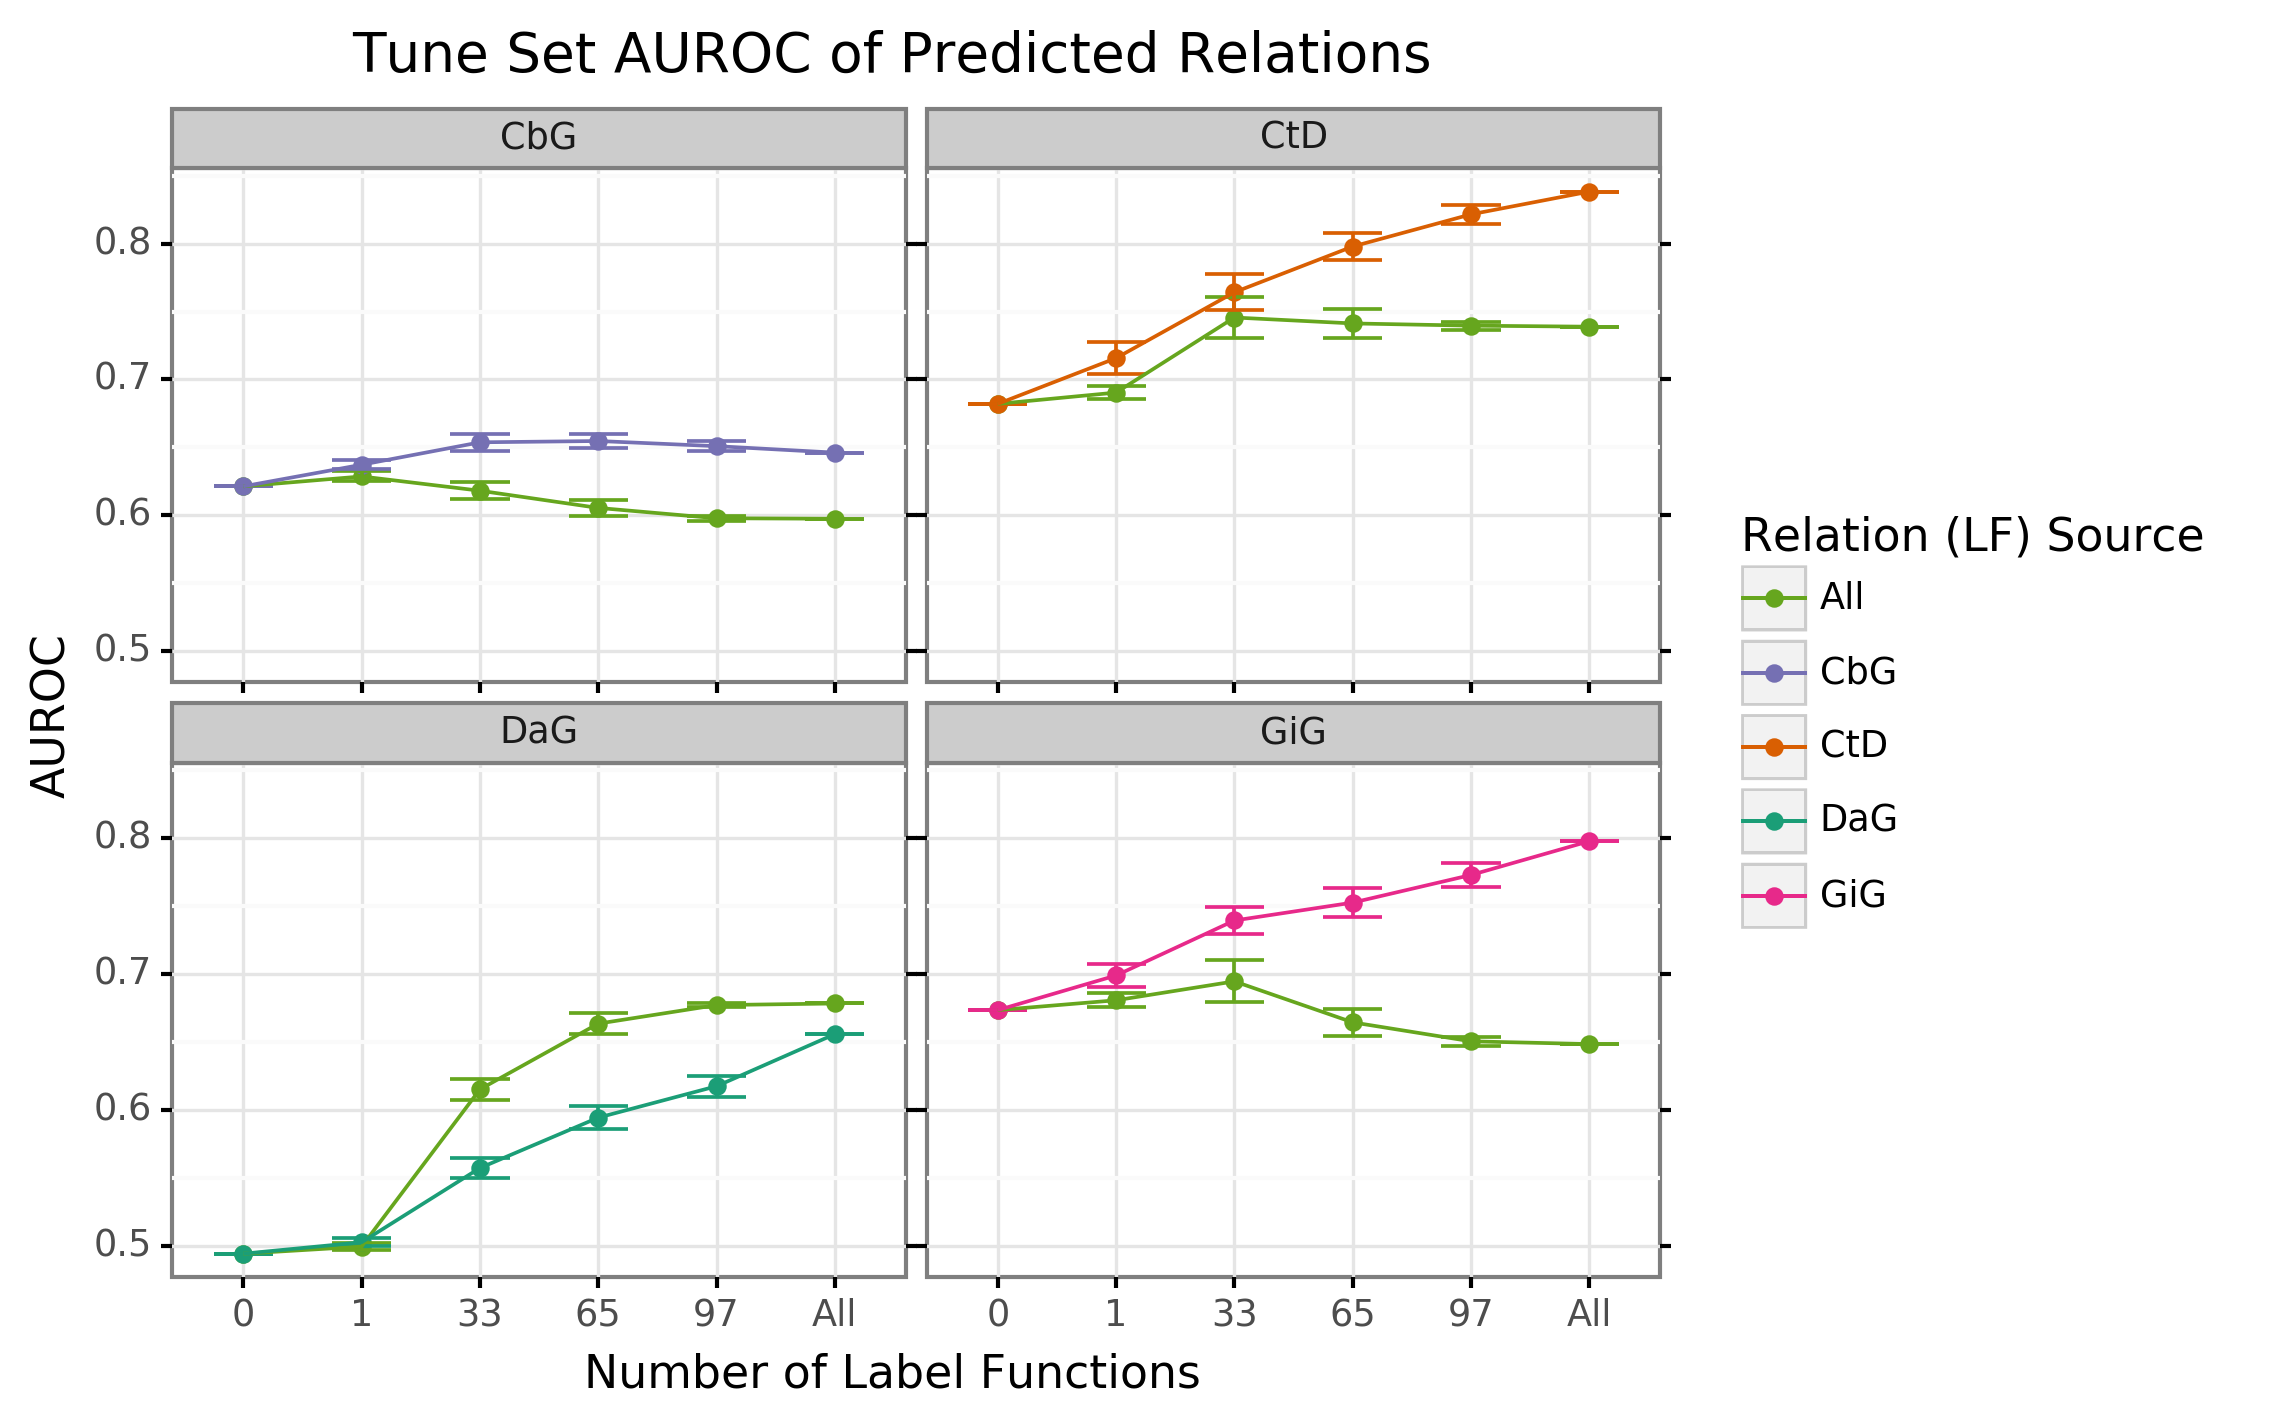 Tune Set AUROC of Predicted Relations
CbG
CtD
0.8
0.7
0.6
0.5
DaG
GiG
0.8
0.7
0.6
0.5
0 1 33 65 97 All
0 1 33 65 97 All
AUROC
Number of Label Functions
Relation (LF) Source
All
CbG
CtD
DaG
GiG